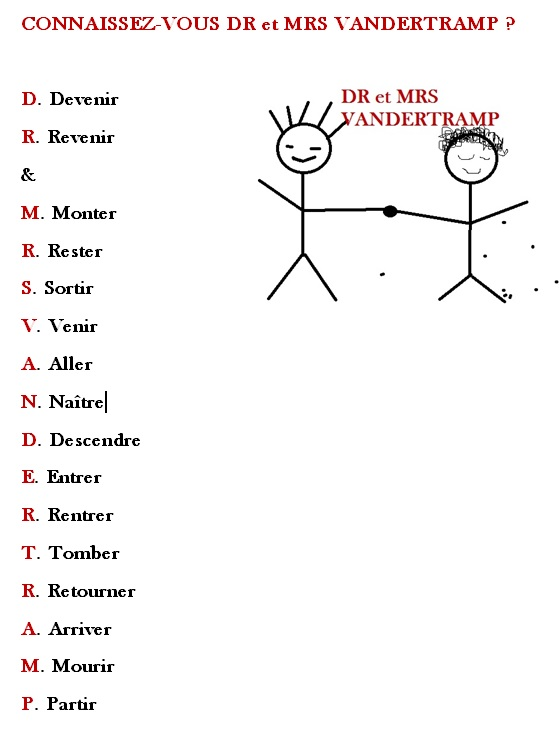 CONNAISSEZ-VOUS DR et MRS VANDERTRAMP ?
DR et MRS
VANDERTRAMP
D. Devenir
R. Revenir
&
M. Monter
R. Rester
S. Sortir
V. Venir
A. Aller
N. Naître
D. Descendre
E. Entrer
R. Rentrer
T. Tomber
R. Retourner
A. Arriver
M. Mourir
P. Partir